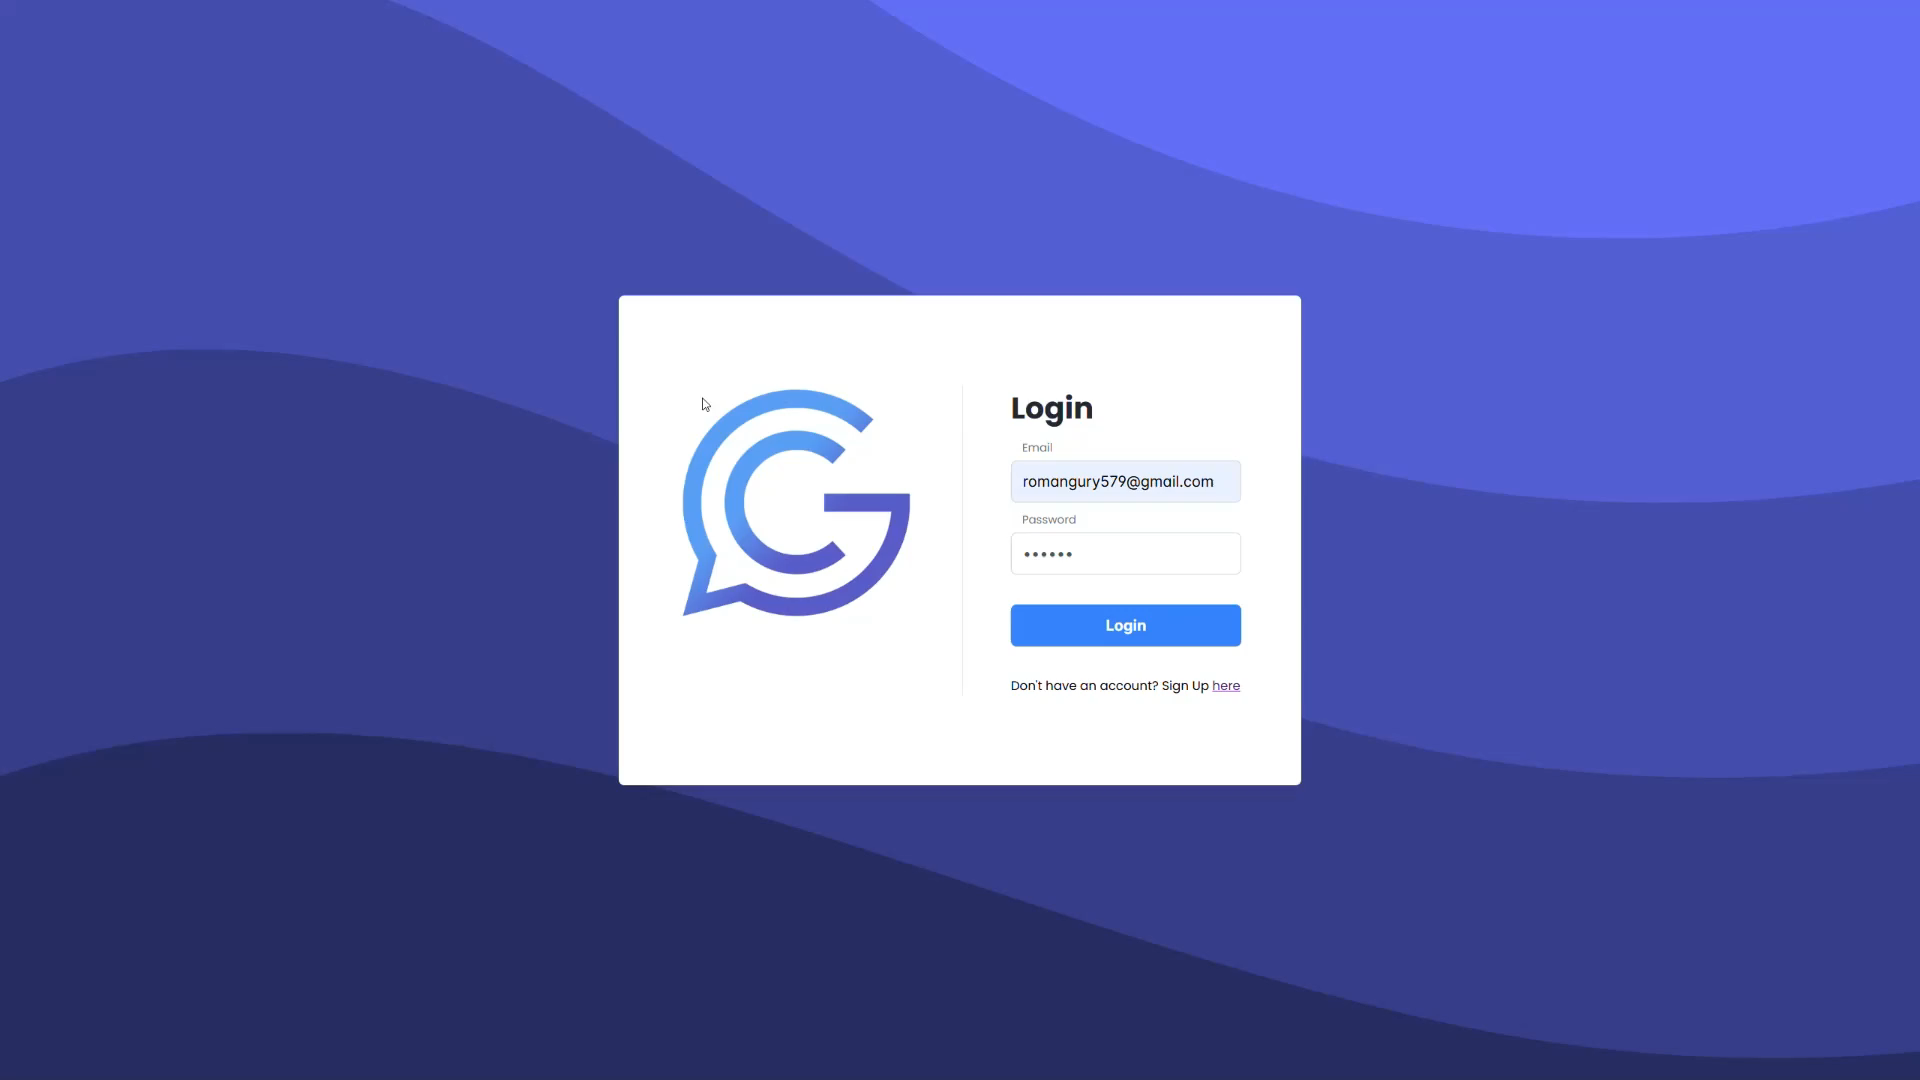 Login
Email
romangury579@gmail.com
Password
••••••
Login
Don't have an account? Sign Up here